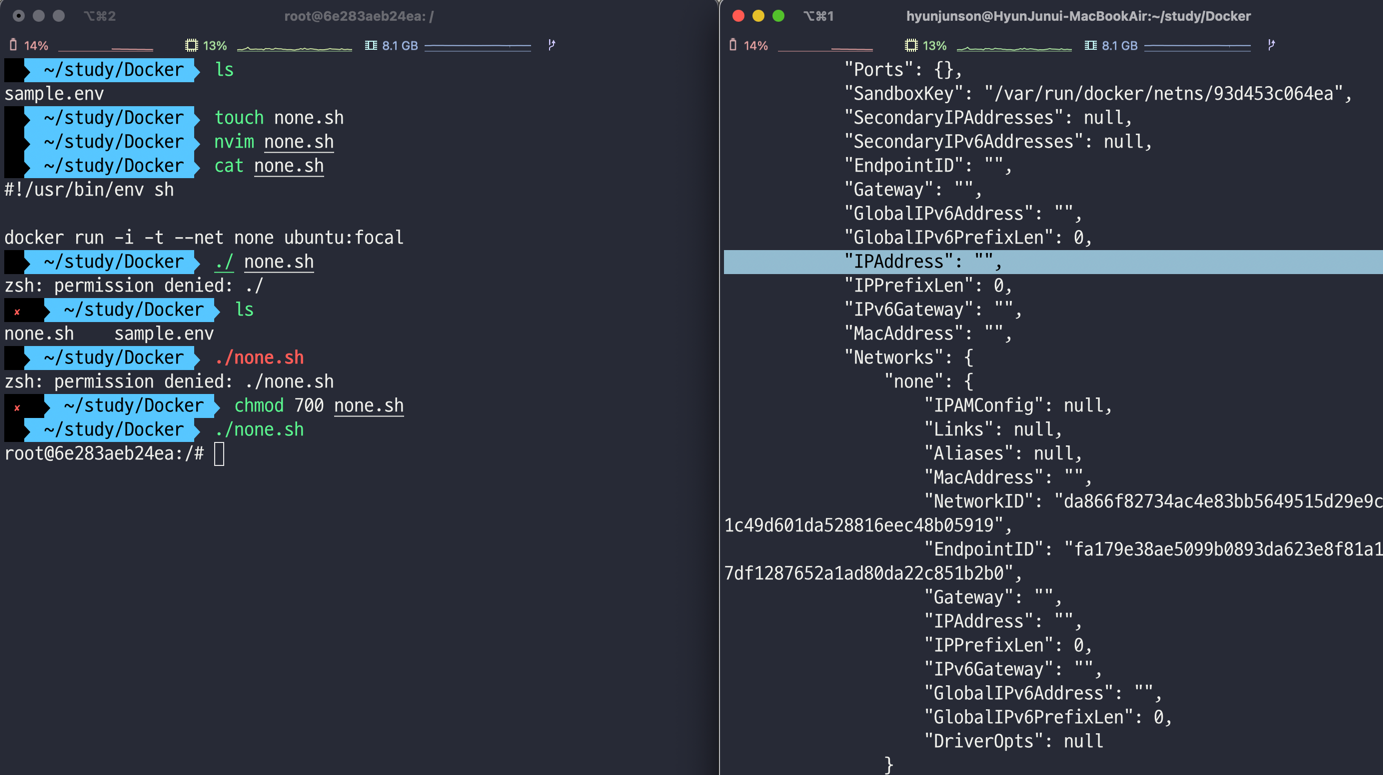 ⌥⌘2
root@6e283aeb24ea: /
14%
13%
8.1 GB
~/study/Docker ls
sample.env
~/study/Docker touch none.sh
~/study/Docker nvim none.sh
~/study/Docker cat none.sh
#!/usr/bin/env sh
docker run -i -t --net none ubuntu:focal
~/study/Docker ./ none.sh
zsh: permission denied: ./
✘ ~/study/Docker ls
none.sh    sample.env
~/study/Docker ./none.sh
zsh: permission denied: ./none.sh
✘ ~/study/Docker chmod 700 none.sh
~/study/Docker ./none.sh
root@6e283aeb24ea:/#
⌥⌘1
hyunjunson@HyunJunui-MacBookAir:~/study/Docker
14%
13%
8.1 GB
"Ports": {},
"SandboxKey": "/var/run/docker/netns/93d453c064ea",
"SecondaryIPAddresses": null,
"SecondaryIPv6Addresses": null,
"EndpointID": "",
"Gateway": "",
"GlobalIPv6Address": "",
"GlobalIPv6PrefixLen": 0,
"IPAddress": "",
"IPPrefixLen": 0,
"IPv6Gateway": "",
"MacAddress": "",
"Networks": {
"none": {
"IPAMConfig": null,
"Links": null,
"Aliases": null,
"MacAddress": "",
"NetworkID": "da866f82734ac4e83bb5649515d29e9c
1c49d601da528816eec48b05919",
"EndpointID": "fa179e38ae5099b0893da623e8f81a1
7df1287652a1ad80da22c851b2b0",
"Gateway": "",
"IPAddress": "",
"IPPrefixLen": 0,
"IPv6Gateway": "",
"GlobalIPv6Address": "",
"GlobalIPv6PrefixLen": 0,
"DriverOpts": null
}